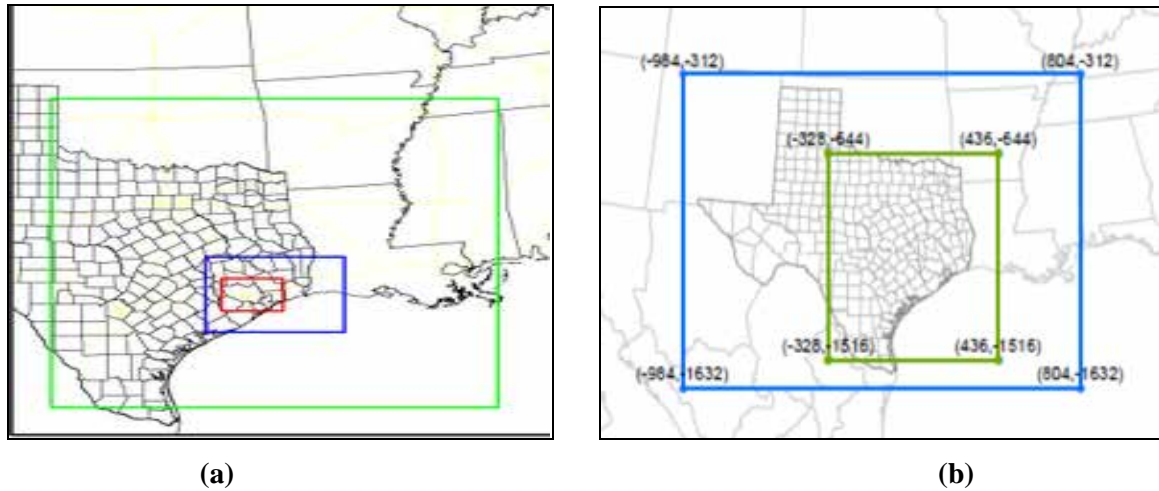 (-984,-312) (804,-312)
(-328,-644) (436,-644)
(-328,-1516) (436,-1516)
(-984,-1632) (804,-1632)
(a) (b)